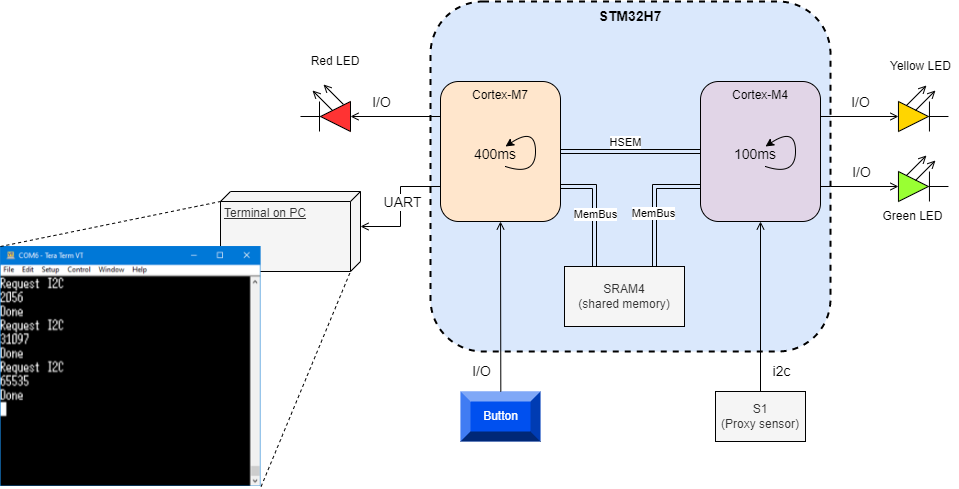 STM32H7
Red LED
I/O
Cortex-M7
400ms
HSEM
Cortex-M4
100ms
I/O
Yellow LED
I/O
Green LED
UART
Terminal on PC
MemBus
MemBus
SRAM4
(shared memory)
COM6 - Tera Term VT
File Edit Setup Control Window Help
Request I2C
2056
Done
Request I2C
31097
Done
Request I2C
65535
Done
I/O
Button
i2c
S1
(Proxy sensor)